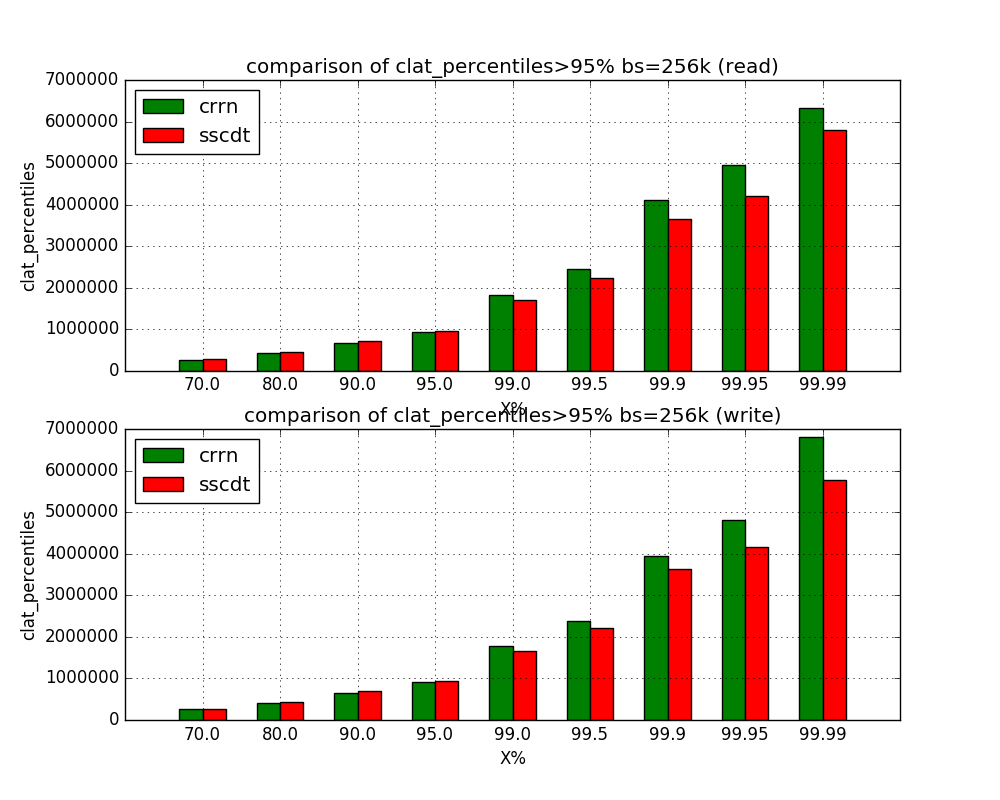 comparison of clat_percentiles>95% bs=256k (read)
7000000
6000000
5000000
4000000
3000000
2000000
1000000
0
clat_percentiles
crrn
sscdt
70.0 80.0 90.0 95.0 99.0 99.5 99.9 99.95 99.99
X%
comparison of clat_percentiles>95% bs=256k (write)
7000000
6000000
5000000
4000000
3000000
2000000
1000000
0
clat_percentiles
crrn
sscdt
70.0 80.0 90.0 95.0 99.0 99.5 99.9 99.95 99.99
X%